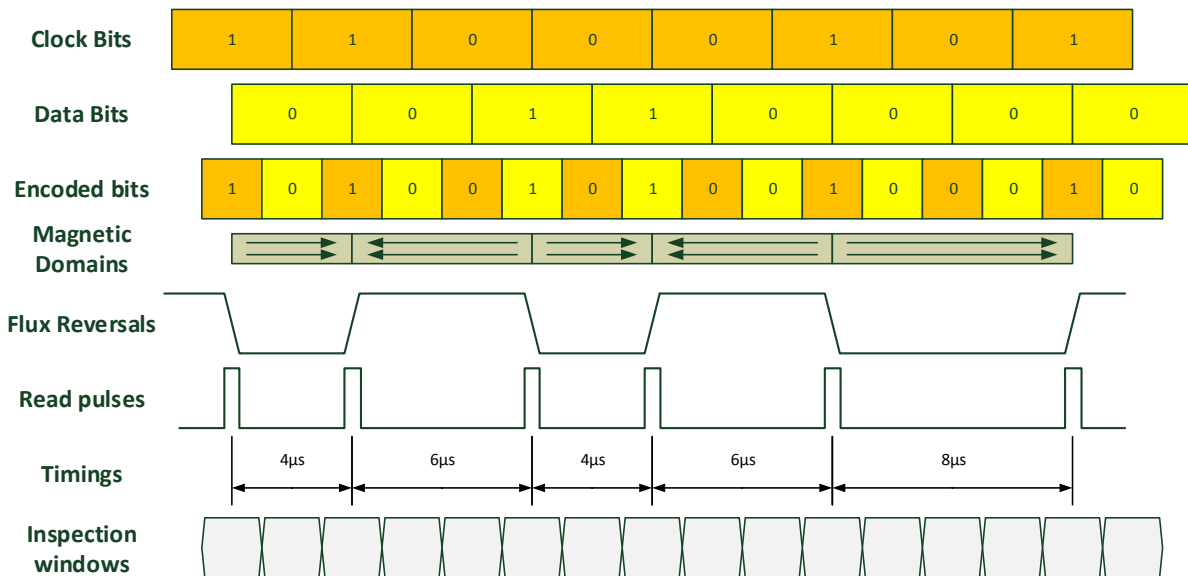 Clock Bits 1 1 0 0 0 1 0 1
Data Bits 0 0 1 1 0 0 0 0
Encoded bits 1 0 1 0 0 1 0 1 0 0 1 0 0 0 1 0
Magnetic
Domains
Flux Reversals
Read pulses
Timings 4μs 6μs 4μs 6μs 8μs
Inspection
windows